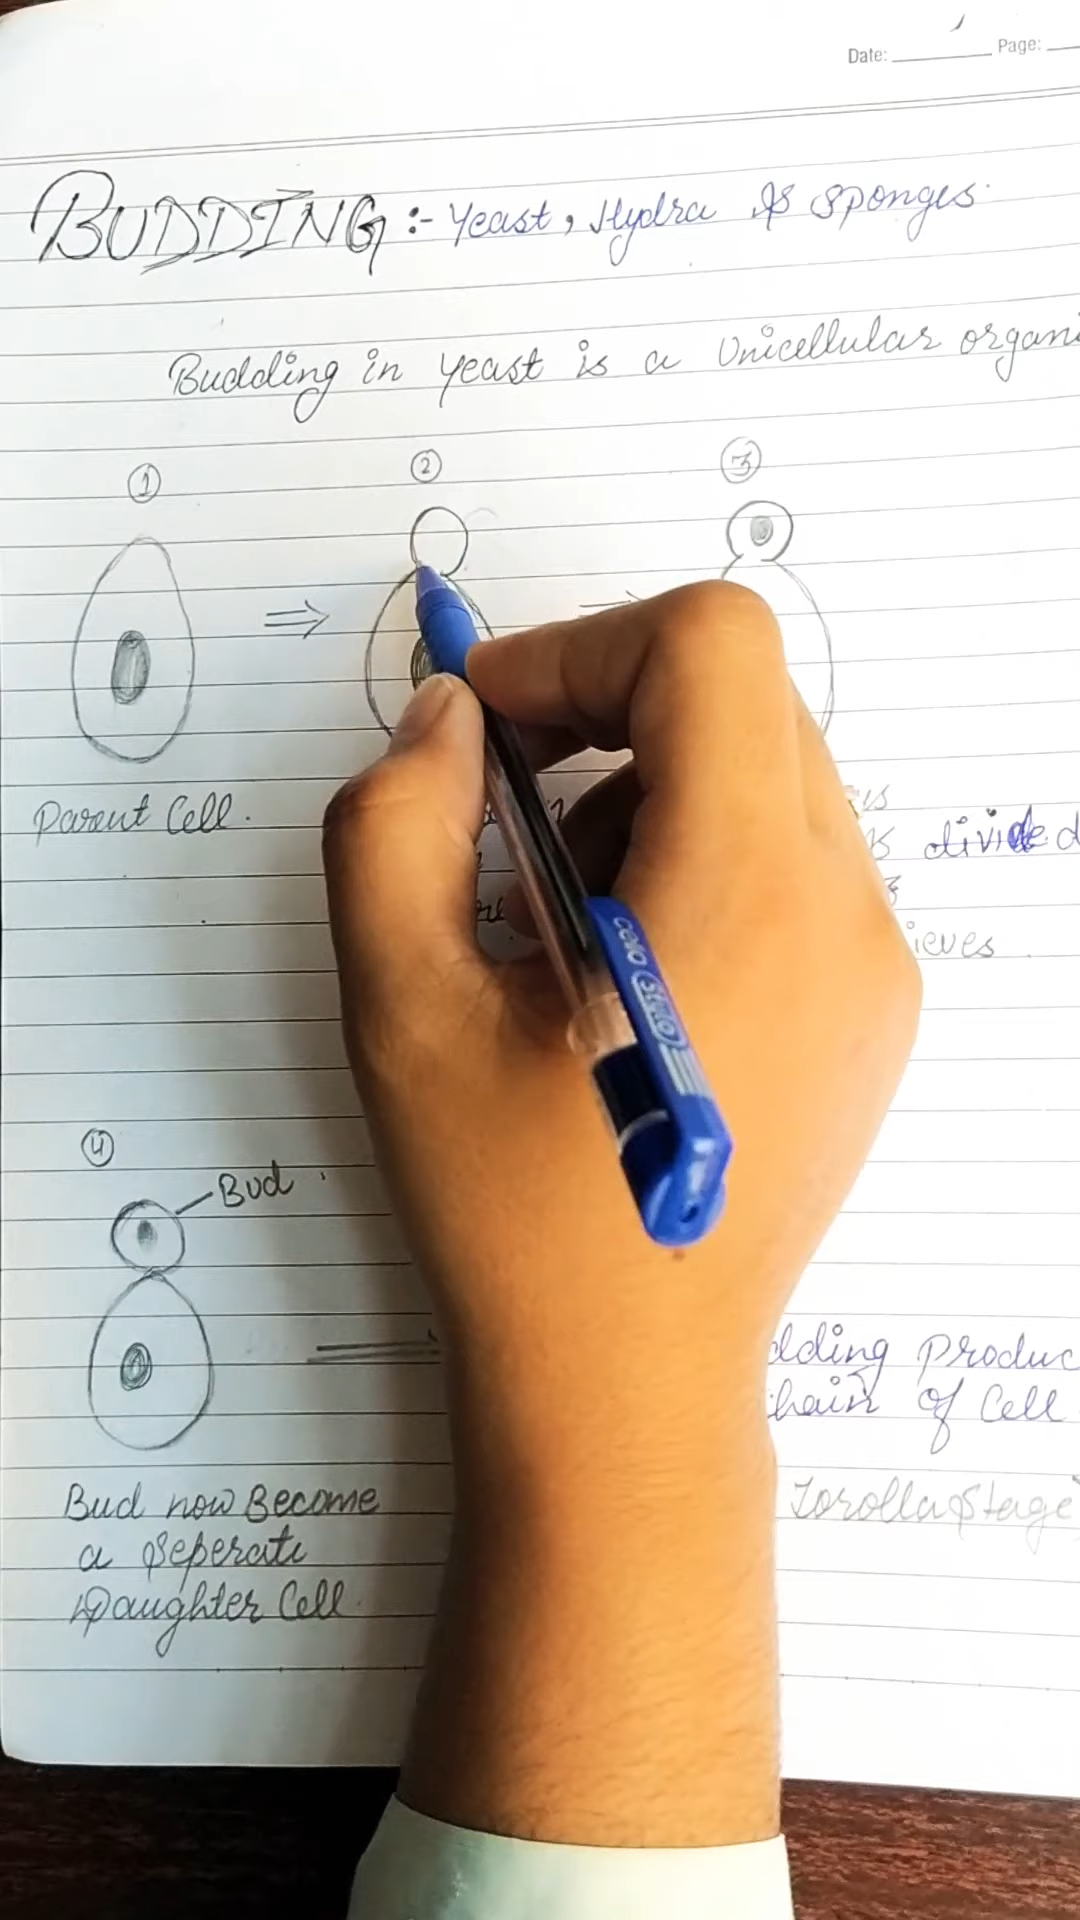 Date: Page:
BUDDING :- Yeast, Hydra & Sponges.
Budding in yeast is a Unicellular organi
1 2 3
Parent Cell.
divided
ieves.
4
Bud
dding Produc
hain of Cell
Bud now Become
a Seperate
Daughter Cell.
Torolla Stage
cello Stilo